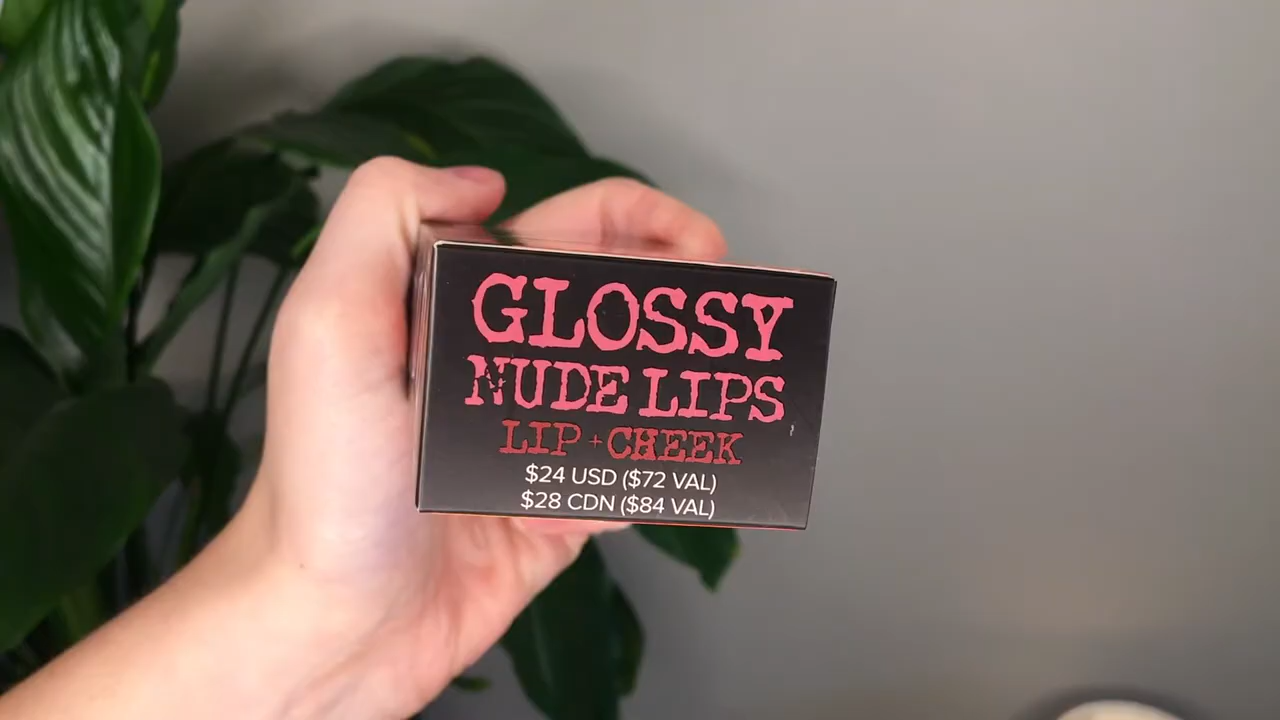 GLOSSY
NUDE LIPS
LIP + CHEEK
$24 USD ($72 VAL)
$28 CDN ($84 VAL)